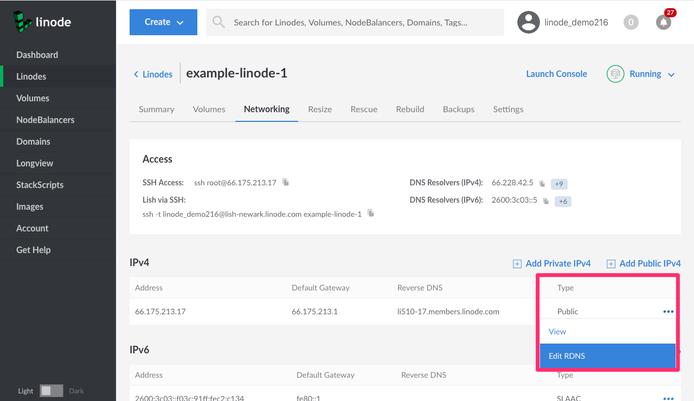 linode
Create
Search for Linodes, Volumes, NodeBalancers, Domains, Tags...
linode_demo216
0
27
Dashboard
Linodes
Volumes
NodeBalancers
Domains
Longview
StackScripts
Images
Account
Get Help
Light
Dark
Linodes
example-linode-1
Launch Console
Running
Summary Volumes Networking Resize Rescue Rebuild Backups Settings
Access
SSH Access: ssh root@66.175.213.17
DNS Resolvers (IPv4): 66.228.42.5 +9
Lish via SSH:
DNS Resolvers (IPv6): 2600:3c03::5 +6
ssh -t linode_demo216@lish-newark.linode.com example-linode-1
IPv4
Add Private IPv4 Add Public IPv4
Address Default Gateway Reverse DNS Type
66.175.213.17 66.175.213.1 li510-17.members.linode.com Public
View
Edit RDNS
IPv6
Address Default Gateway Reverse DNS Type
fe80::1 SLAAC